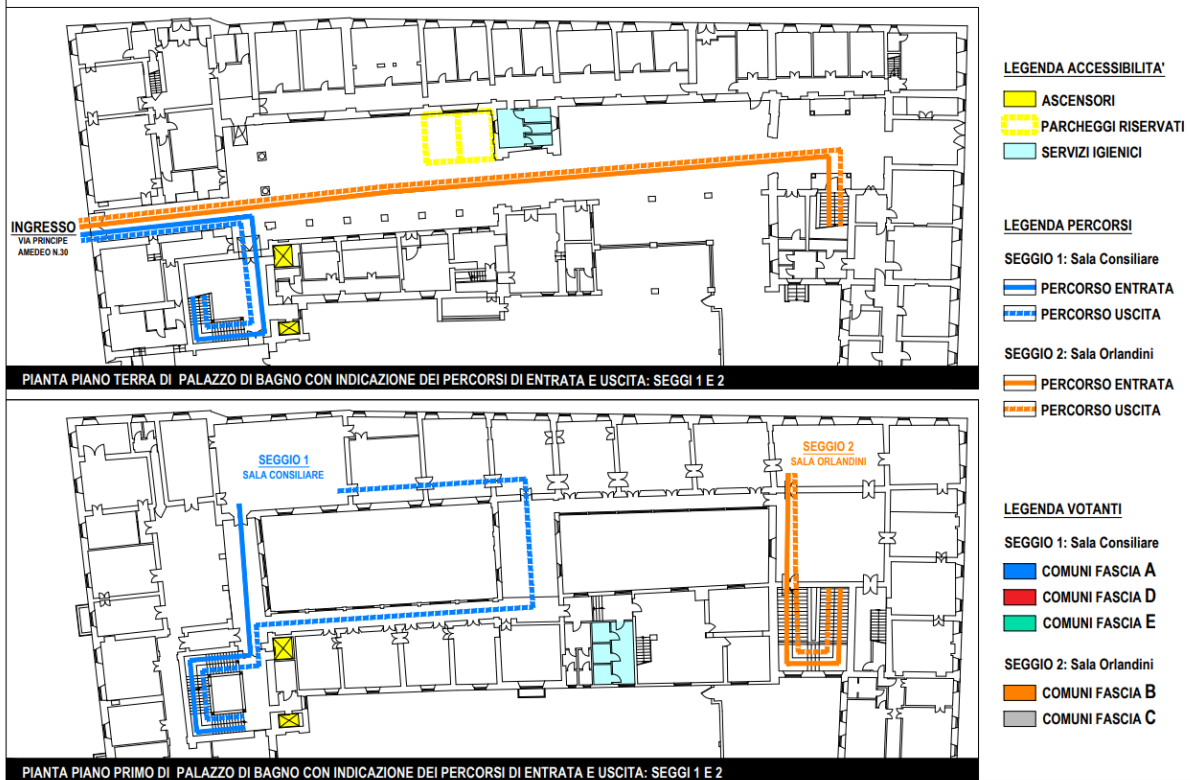 INGRESSO
VIA PRINCIPE
AMEDEO N.30
PIANTA PIANO TERRA DI PALAZZO DI BAGNO CON INDICAZIONE DEI PERCORSI DI ENTRATA E USCITA: SEGGI 1 E 2
SEGGIO 1
SALA CONSILIARE
SEGGIO 2
SALA ORLANDINI
PIANTA PIANO PRIMO DI PALAZZO DI BAGNO CON INDICAZIONE DEI PERCORSI DI ENTRATA E USCITA: SEGGI 1 E 2
LEGENDA ACCESSIBILITA'
ASCENSORI
PARCHEGGI RISERVATI
SERVIZI IGIENICI
LEGENDA PERCORSI
SEGGIO 1: Sala Consiliare
PERCORSO ENTRATA
PERCORSO USCITA
SEGGIO 2: Sala Orlandini
PERCORSO ENTRATA
PERCORSO USCITA
LEGENDA VOTANTI
SEGGIO 1: Sala Consiliare
COMUNI FASCIA A
COMUNI FASCIA D
COMUNI FASCIA E
SEGGIO 2: Sala Orlandini
COMUNI FASCIA B
COMUNI FASCIA C